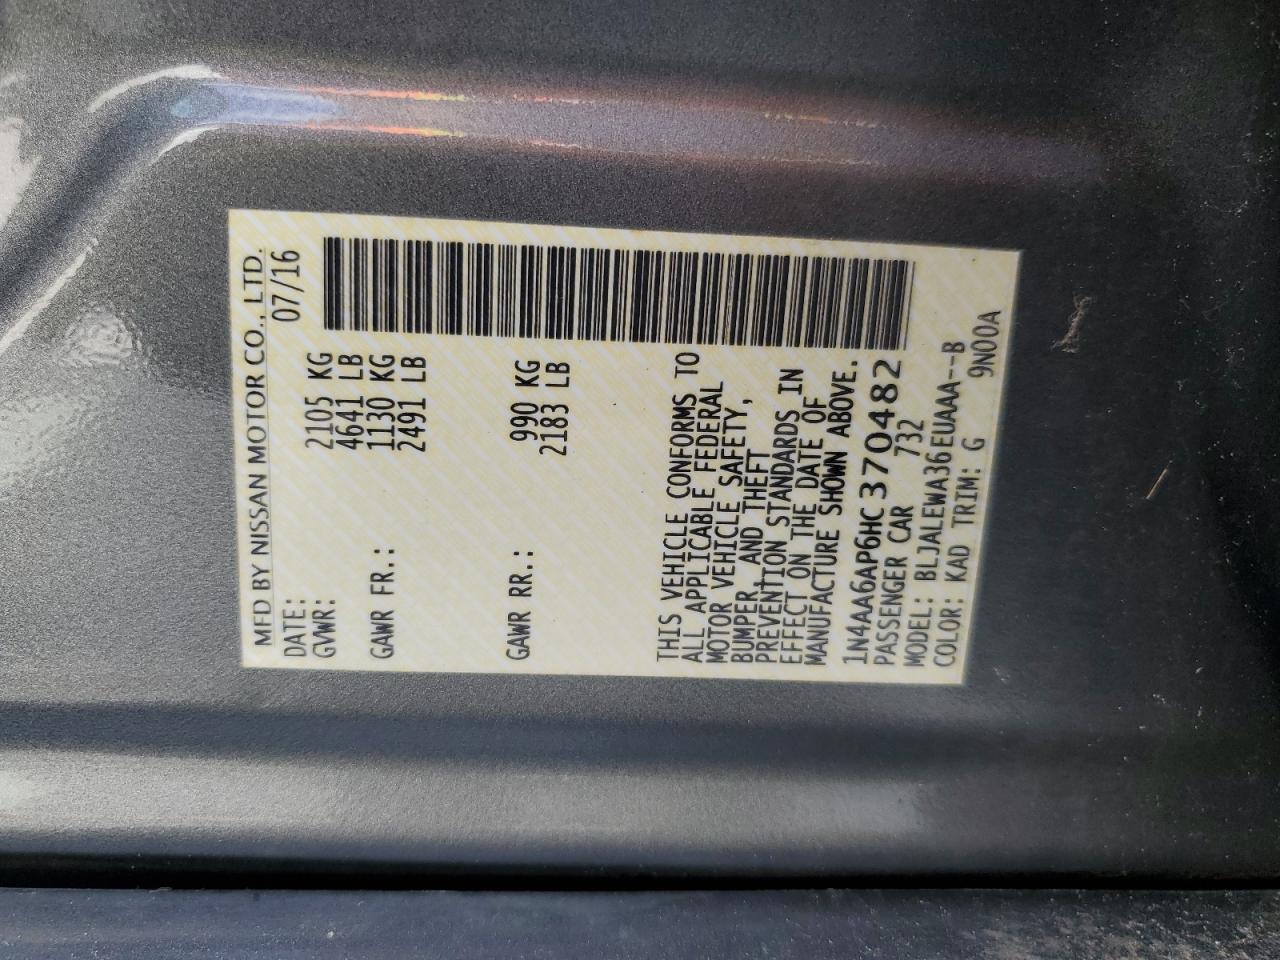 MFD BY NISSAN MOTOR CO., LTD.
DATE: 07/16
GVWR: 2105 KG
4641 LB
GAWR FR.: 1130 KG
2491 LB
GAWR RR.: 990 KG
2183 LB
THIS VEHICLE CONFORMS TO
ALL APPLICABLE FEDERAL
MOTOR VEHICLE SAFETY,
BUMPER, AND THEFT
PREVENTION STANDARDS IN
EFFECT ON THE DATE OF
MANUFACTURE SHOWN ABOVE.
1N4AA6AP6HC370482
PASSENGER CAR 732
MODEL: BLJALEWA36EUAAA--B
COLOR: KAD TRIM: G 9N00A